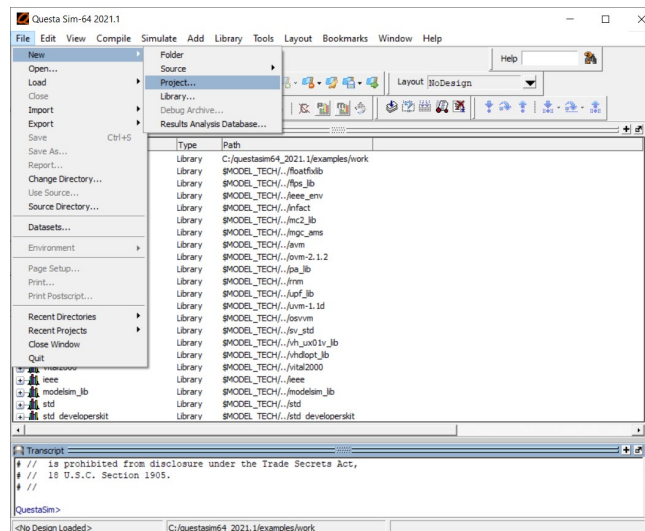 Questa Sim-64 2021.1
File Edit View Compile Simulate Add Library Tools Layout Bookmarks Window Help
New
Open...
Load
Close
Import
Export
Save Ctrl+S
Save As...
Report...
Change Directory...
Use Source...
Source Directory...
Datasets...
Environment
Page Setup...
Print...
Print Postscript...
Recent Directories
Recent Projects
Close Window
Quit
Folder
Source
Project...
Library...
Debug Archive...
Results Analysis Database...
Help
Layout NoDesign
Type Path
Library C:/questasim64_2021.1/examples/work
Library $MODEL_TECH/../floatfixlib
Library $MODEL_TECH/../flps_lib
Library $MODEL_TECH/../ieee_env
Library $MODEL_TECH/../infact
Library $MODEL_TECH/../mc2_lib
Library $MODEL_TECH/../mgc_ams
Library $MODEL_TECH/../avm
Library $MODEL_TECH/../ovm-2.1.2
Library $MODEL_TECH/../pa_lib
Library $MODEL_TECH/../rnm
Library $MODEL_TECH/../upf_lib
Library $MODEL_TECH/../uvm-1.1d
Library $MODEL_TECH/../osvvm
Library $MODEL_TECH/../sv_std
Library $MODEL_TECH/../vh_ux01v_lib
Library $MODEL_TECH/../vhdlopt_lib
vital2000 Library $MODEL_TECH/../vital2000
ieee Library $MODEL_TECH/../ieee
modelsim_lib Library $MODEL_TECH/../modelsim_lib
std Library $MODEL_TECH/../std
std_developerskit Library $MODEL_TECH/../std_developerskit
Transcript
# // is prohibited from disclosure under the Trade Secrets Act,
# // 18 U.S.C. Section 1905.
# //
QuestaSim>
<No Design Loaded> C:/questasim64_2021.1/examples/work